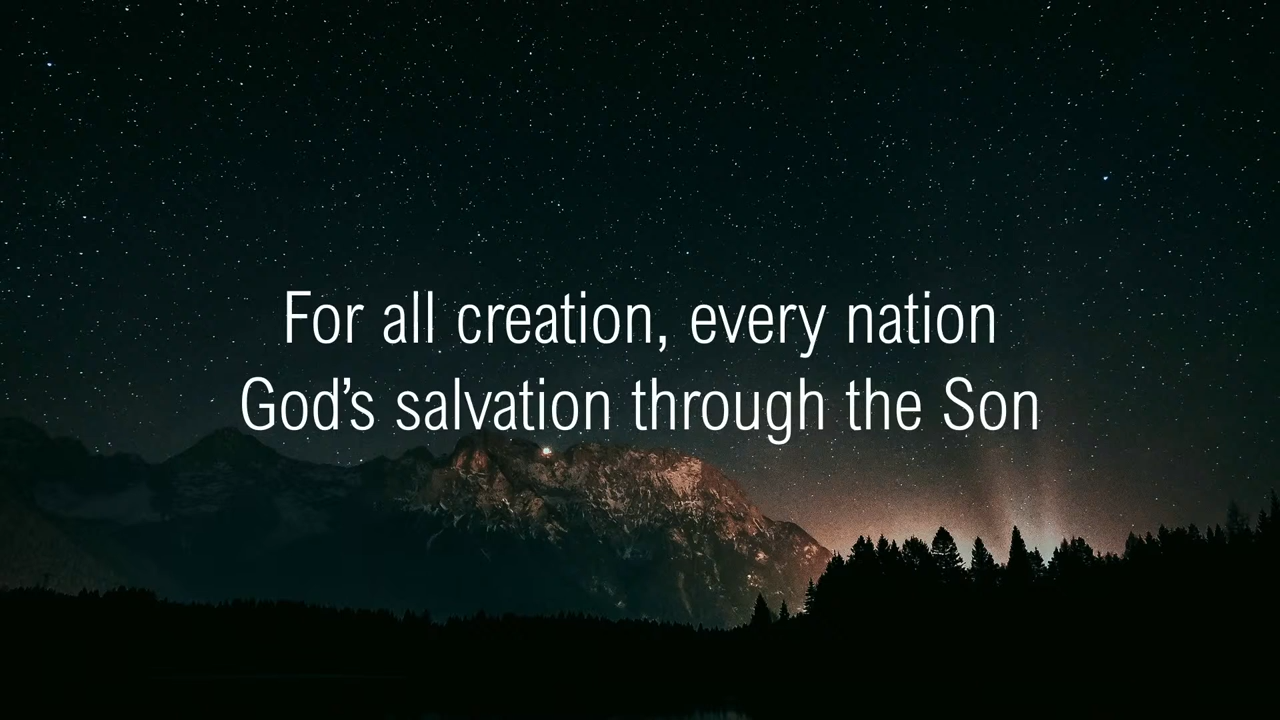 For all creation, every nation
God’s salvation through the Son